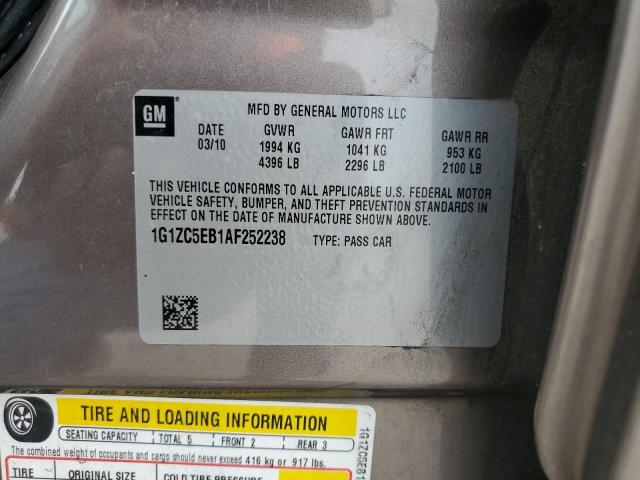 GM
MFD BY GENERAL MOTORS LLC
DATE GVWR GAWR FRT GAWR RR
03/10 1994 KG 1041 KG 953 KG
4396 LB 2296 LB 2100 LB
THIS VEHICLE CONFORMS TO ALL APPLICABLE U.S. FEDERAL MOTOR
VEHICLE SAFETY, BUMPER, AND THEFT PREVENTION STANDARDS IN
EFFECT ON THE DATE OF MANUFACTURE SHOWN ABOVE.
1G1ZC5EB1AF252238 TYPE: PASS CAR
TIRE AND LOADING INFORMATION
SEATING CAPACITY TOTAL 5 FRONT 2 REAR 3
The combined weight of occupants and cargo should never exceed 416 kg or 917 lbs.
TIRE ORIGINAL SIZE
1G1ZC5EB1